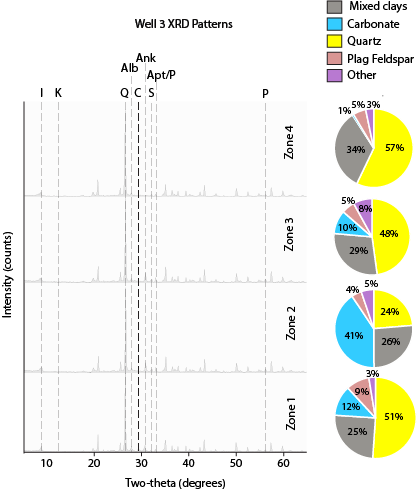 Well 3 XRD Patterns
Mixed clays
Carbonate
Quartz
Plag Feldspar
Other
Ank
Alb
Apt/P
I K Q C S P
Intensity (counts)
Zone 4
1% 5% 3%
34% 57%
Zone 3
5% 8%
10% 48%
29%
Zone 2
4% 5%
24%
41% 26%
Zone 1
3%
9%
12% 51%
25%
10 20 30 40 50 60
Two-theta (degrees)